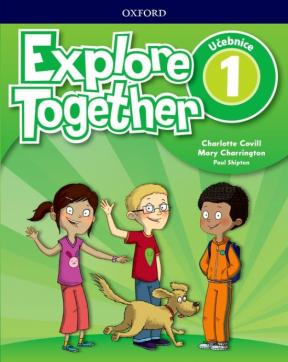 OXFORD
Explore
Together
Učebnice
1
Charlotte Covill
Mary Charrington
Paul Shipton